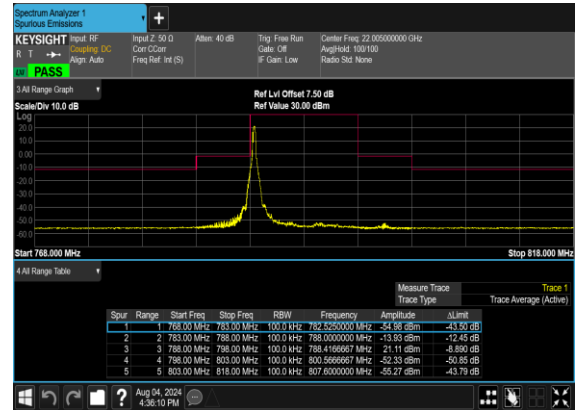 Spectrum Analyzer 1
Spurious Emissions
KEYSIGHT Input: RF Input Z: 50 Ω Atten: 40 dB Trig: Free Run Center Freq: 22.005000000 GHz
R T Coupling: DC Corr CCorr Gate: Off Avg|Hold: 100/100
Align: Auto Freq Ref: Int (S) IF Gain: Low Radio Std: None
LXI PASS
3 All Range Graph
Ref Lvl Offset 7.50 dB
Scale/Div 10.0 dB Ref Value 30.00 dBm
Log
20.0
10.0
0.00
-10.0
-20.0
-30.0
-40.0
-50.0
-60.0
Start 768.000 MHz Stop 818.000 MHz
4 All Range Table
Measure Trace Trace 1
Trace Type Trace Average (Active)
Spur Range Start Freq Stop Freq RBW Frequency Amplitude ΔLimit
1 1 768.00 MHz 783.00 MHz 100.0 kHz 782.5250000 MHz -54.98 dBm -43.50 dB
2 2 783.00 MHz 788.00 MHz 100.0 kHz 788.0000000 MHz -13.93 dBm -12.45 dB
3 3 788.00 MHz 798.00 MHz 100.0 kHz 788.4166667 MHz 21.11 dBm -8.890 dB
4 4 798.00 MHz 803.00 MHz 100.0 kHz 800.5666667 MHz -52.33 dBm -50.85 dB
5 5 803.00 MHz 818.00 MHz 100.0 kHz 807.6000000 MHz -55.27 dBm -43.79 dB
Aug 04, 2024
4:36:10 PM